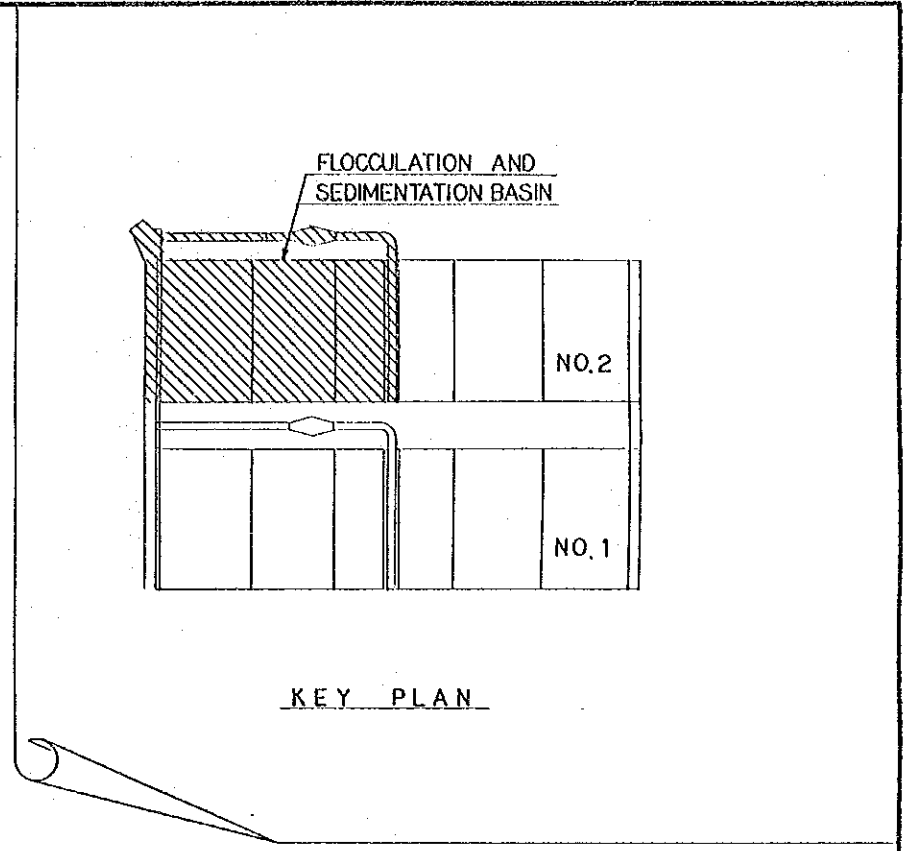 FLOCCULATION AND
SEDIMENTATION BASIN
NO.2
NO.1
KEY PLAN